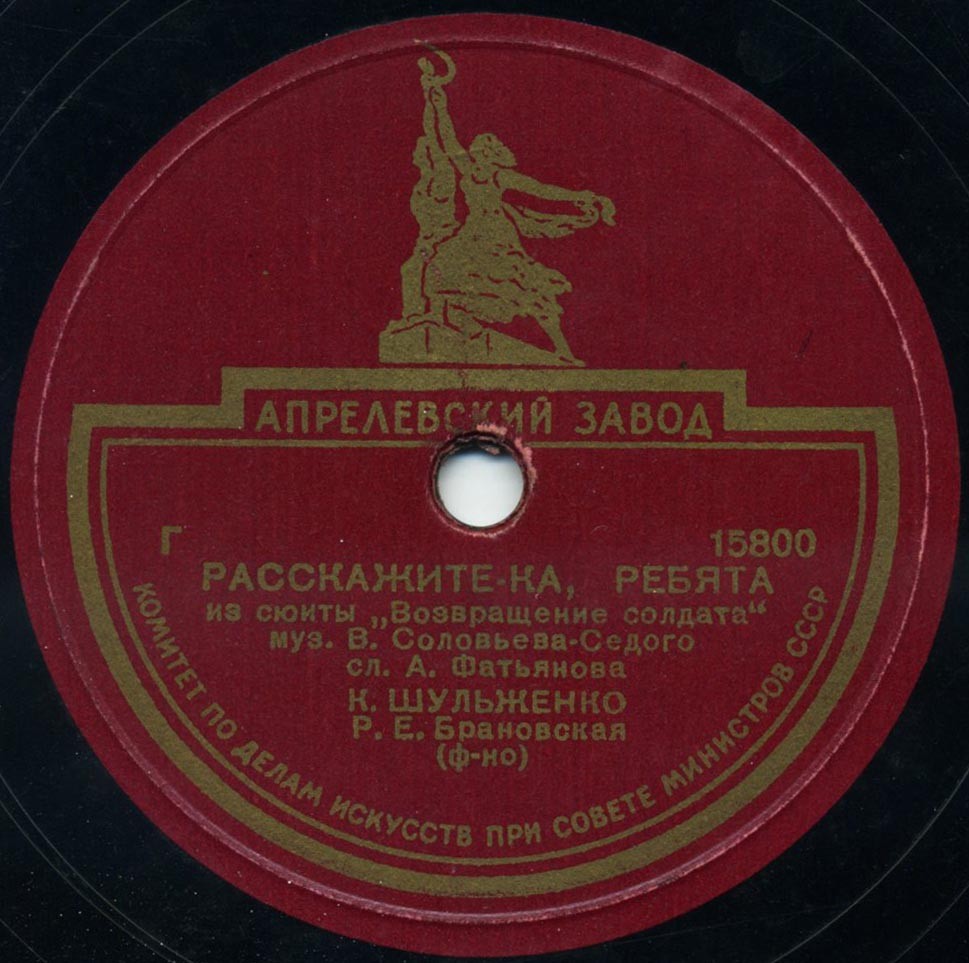 АПРЕЛЕВСКИЙ ЗАВОД
Г 15800
РАССКАЖИТЕ-КА, РЕБЯТА
из сюиты „Возвращение солдата“
муз. В. Соловьева-Седого
сл. А. Фатьянова
К. ШУЛЬЖЕНКО
Р. Е. Брановская
(ф-но)
КОМИТЕТ ПО ДЕЛАМ ИСКУССТВ ПРИ СОВЕТЕ МИНИСТРОВ СССР